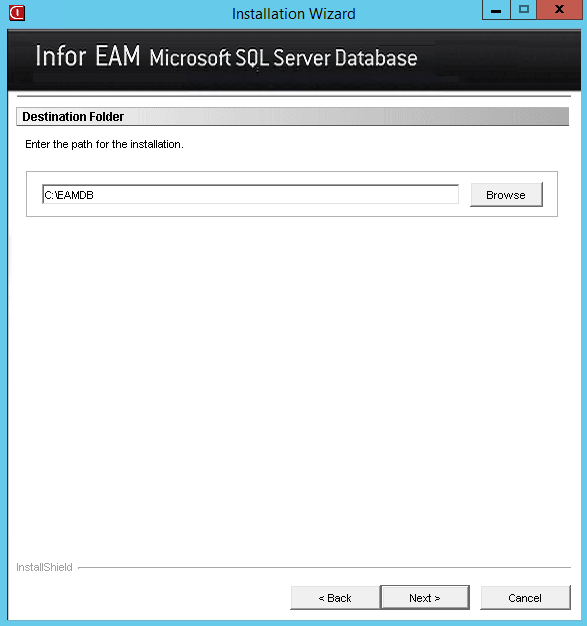 Installation Wizard
Infor EAM Microsoft SQL Server Database
Destination Folder
Enter the path for the installation.
C:\EAMDB
Browse
InstallShield
< Back
Next >
Cancel